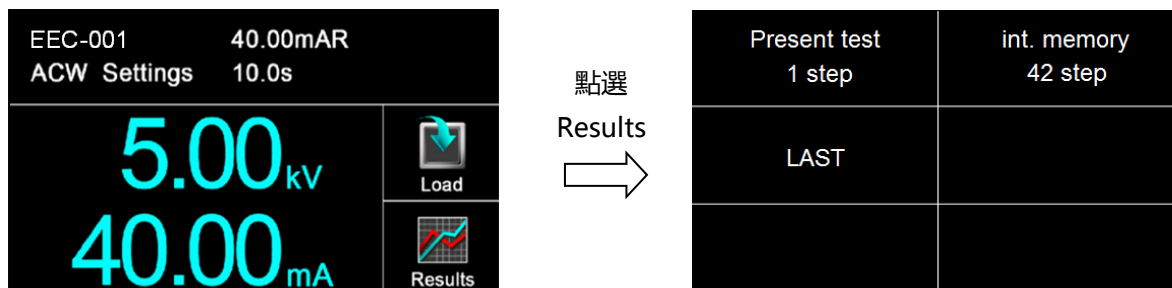 EEC-001 40.00mAR
ACW Settings 10.0s
5.00kV
Load
40.00mA
Results
點選
Results
Present test
1 step
int. memory
42 step
LAST